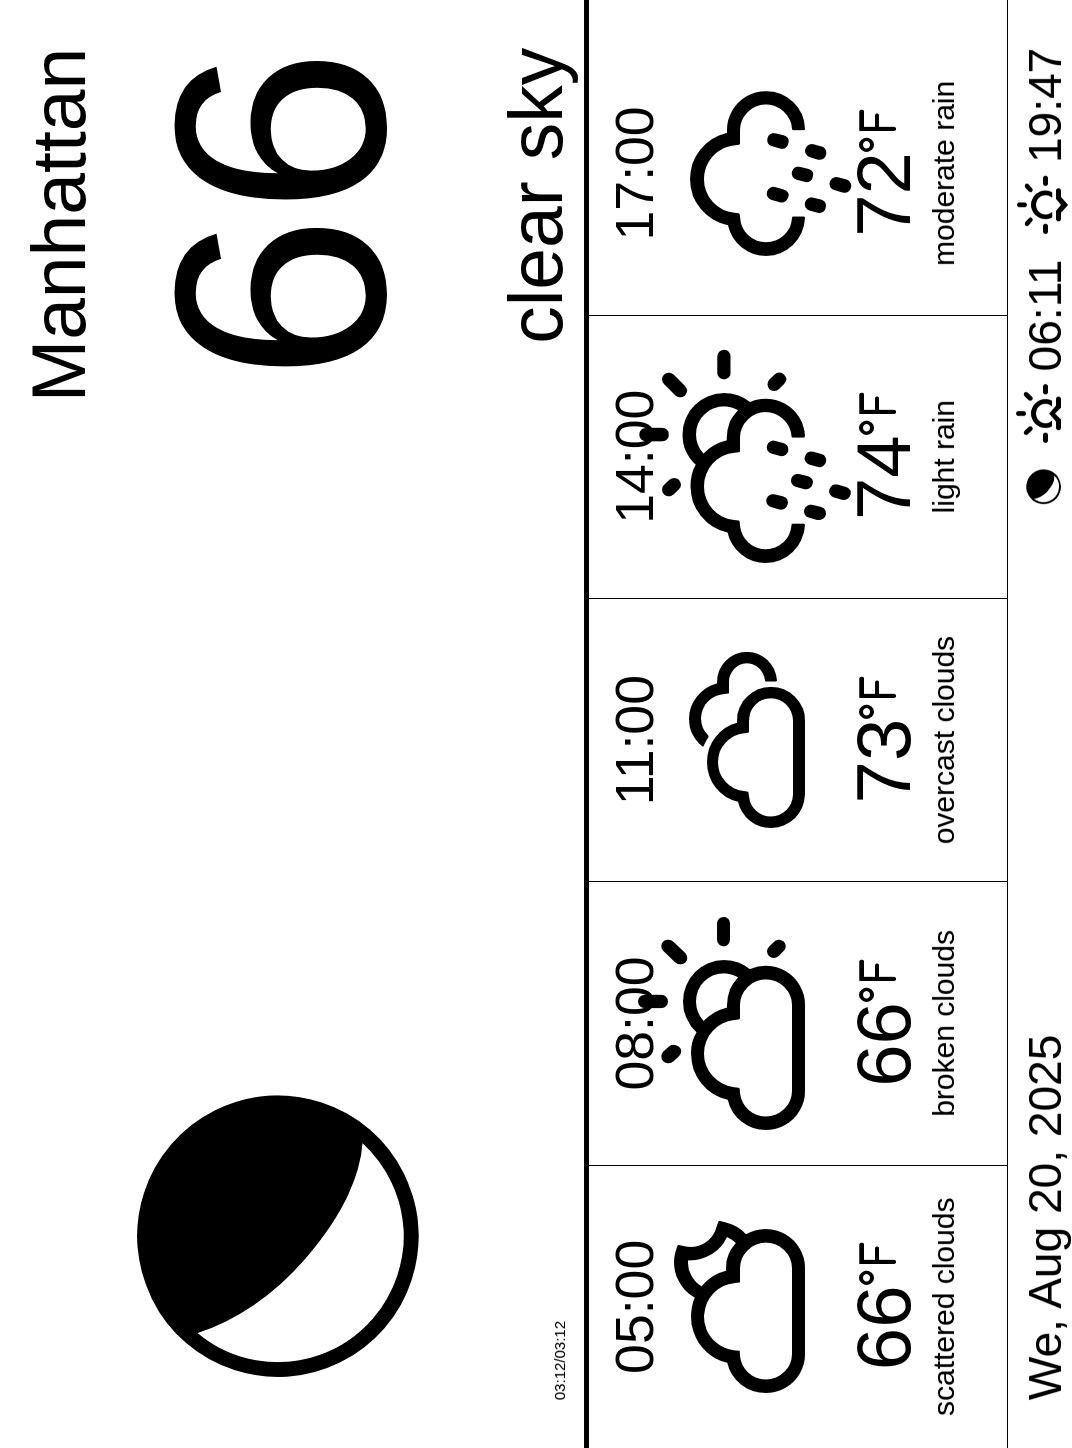 Manhattan
66
clear sky
03:12/03:12
05:00
66°F
scattered clouds
08:00
66°F
broken clouds
11:00
73°F
overcast clouds
14:00
74°F
light rain
17:00
72°F
moderate rain
We, Aug 20, 2025
06:11 19:47